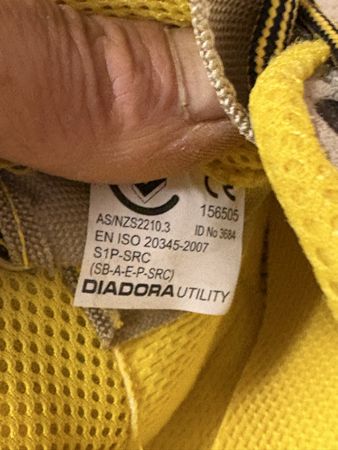 CE
156505
AS/NZS2210.3
ID No 3684
EN ISO 20345-2007
S1P-SRC
(SB-A-E-P-SRC)
DIADORA UTILITY